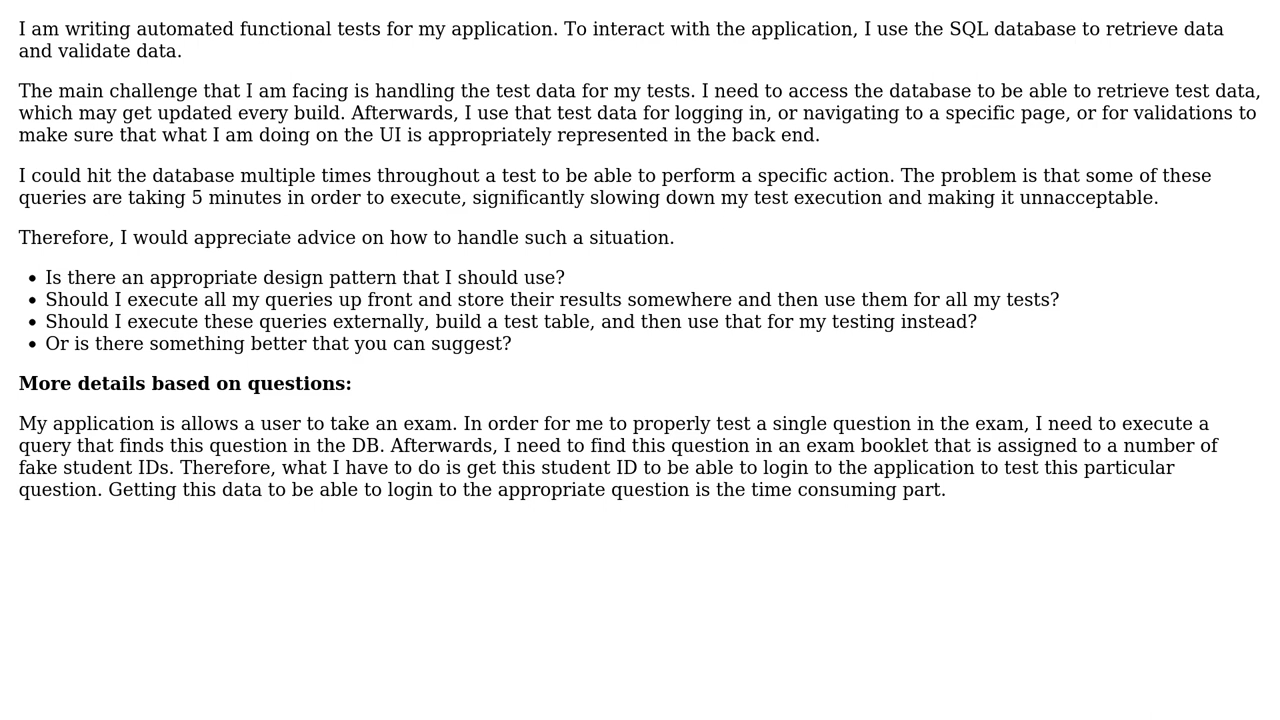 I am writing automated functional tests for my application. To interact with the application, I use the SQL database to retrieve data
and validate data.
The main challenge that I am facing is handling the test data for my tests. I need to access the database to be able to retrieve test data,
which may get updated every build. Afterwards, I use that test data for logging in, or navigating to a specific page, or for validations to
make sure that what I am doing on the UI is appropriately represented in the back end.
I could hit the database multiple times throughout a test to be able to perform a specific action. The problem is that some of these
queries are taking 5 minutes in order to execute, significantly slowing down my test execution and making it unnacceptable.
Therefore, I would appreciate advice on how to handle such a situation.
• Is there an appropriate design pattern that I should use?
• Should I execute all my queries up front and store their results somewhere and then use them for all my tests?
• Should I execute these queries externally, build a test table, and then use that for my testing instead?
• Or is there something better that you can suggest?
More details based on questions:
My application is allows a user to take an exam. In order for me to properly test a single question in the exam, I need to execute a
query that finds this question in the DB. Afterwards, I need to find this question in an exam booklet that is assigned to a number of
fake student IDs. Therefore, what I have to do is get this student ID to be able to login to the application to test this particular
question. Getting this data to be able to login to the appropriate question is the time consuming part.